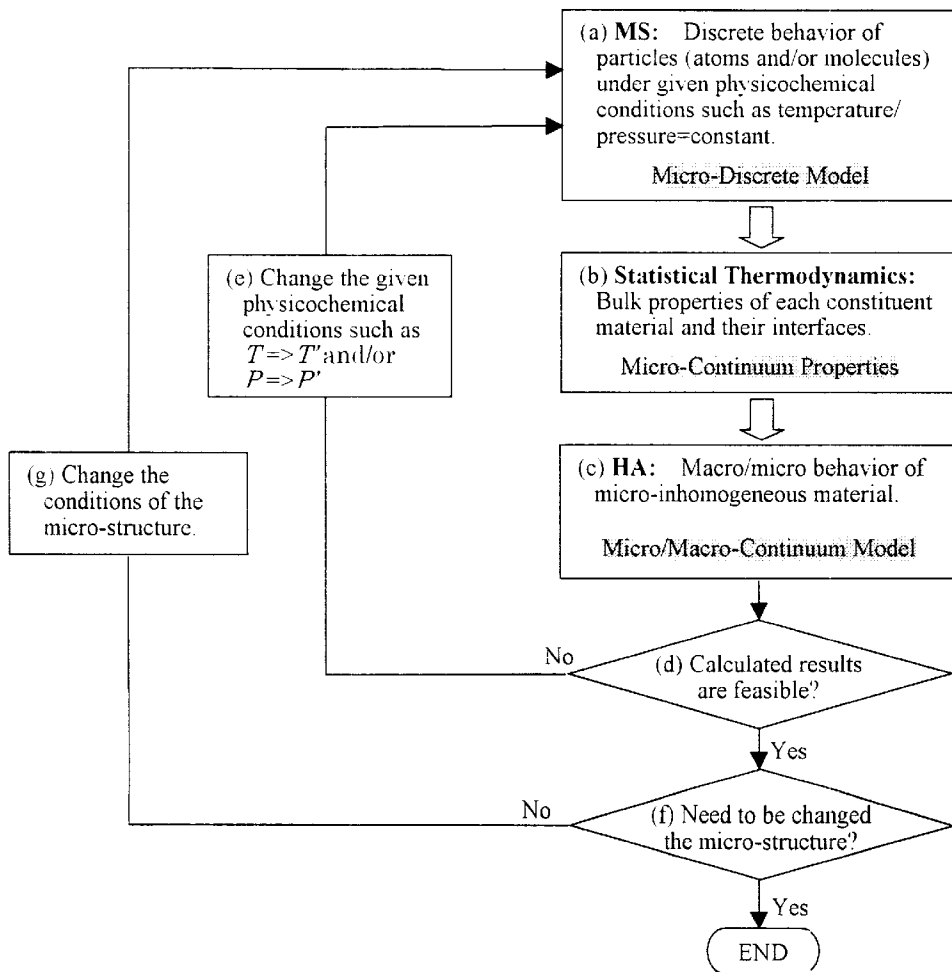 (a) MS: Discrete behavior of
particles (atoms and/or molecules)
under given physicochemical
conditions such as temperature/
pressure=constant.
Micro-Discrete Model
(b) Statistical Thermodynamics:
Bulk properties of each constituent
material and their interfaces.
Micro-Continuum Properties
(e) Change the given
physicochemical
conditions such as
T=>T' and/or
P=>P'
(c) HA: Macro/micro behavior of
micro-inhomogeneous material.
Micro/Macro-Continuum Model
(g) Change the
conditions of the
micro-structure.
No
(d) Calculated results
are feasible?
Yes
No
(f) Need to be changed
the micro-structure?
Yes
END